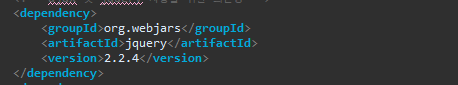 <dependency>
<groupId>org.webjars</groupId>
<artifactId>jquery</artifactId>
<version>2.2.4</version>
</dependency>